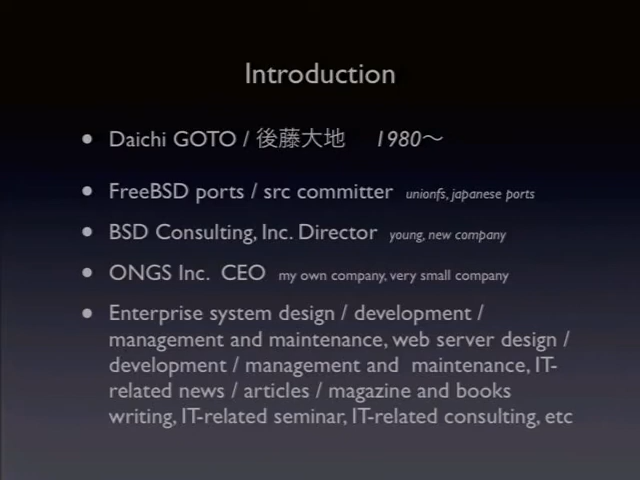 Introduction
• Daichi GOTO / 後藤大地 1980〜
• FreeBSD ports / src committer unionfs, japanese ports
• BSD Consulting, Inc. Director young, new company
• ONGS Inc. CEO my own company, very small company
• Enterprise system design / development /
management and maintenance, web server design /
development / management and maintenance, IT-
related news / articles / magazine and books
writing, IT-related seminar, IT-related consulting, etc